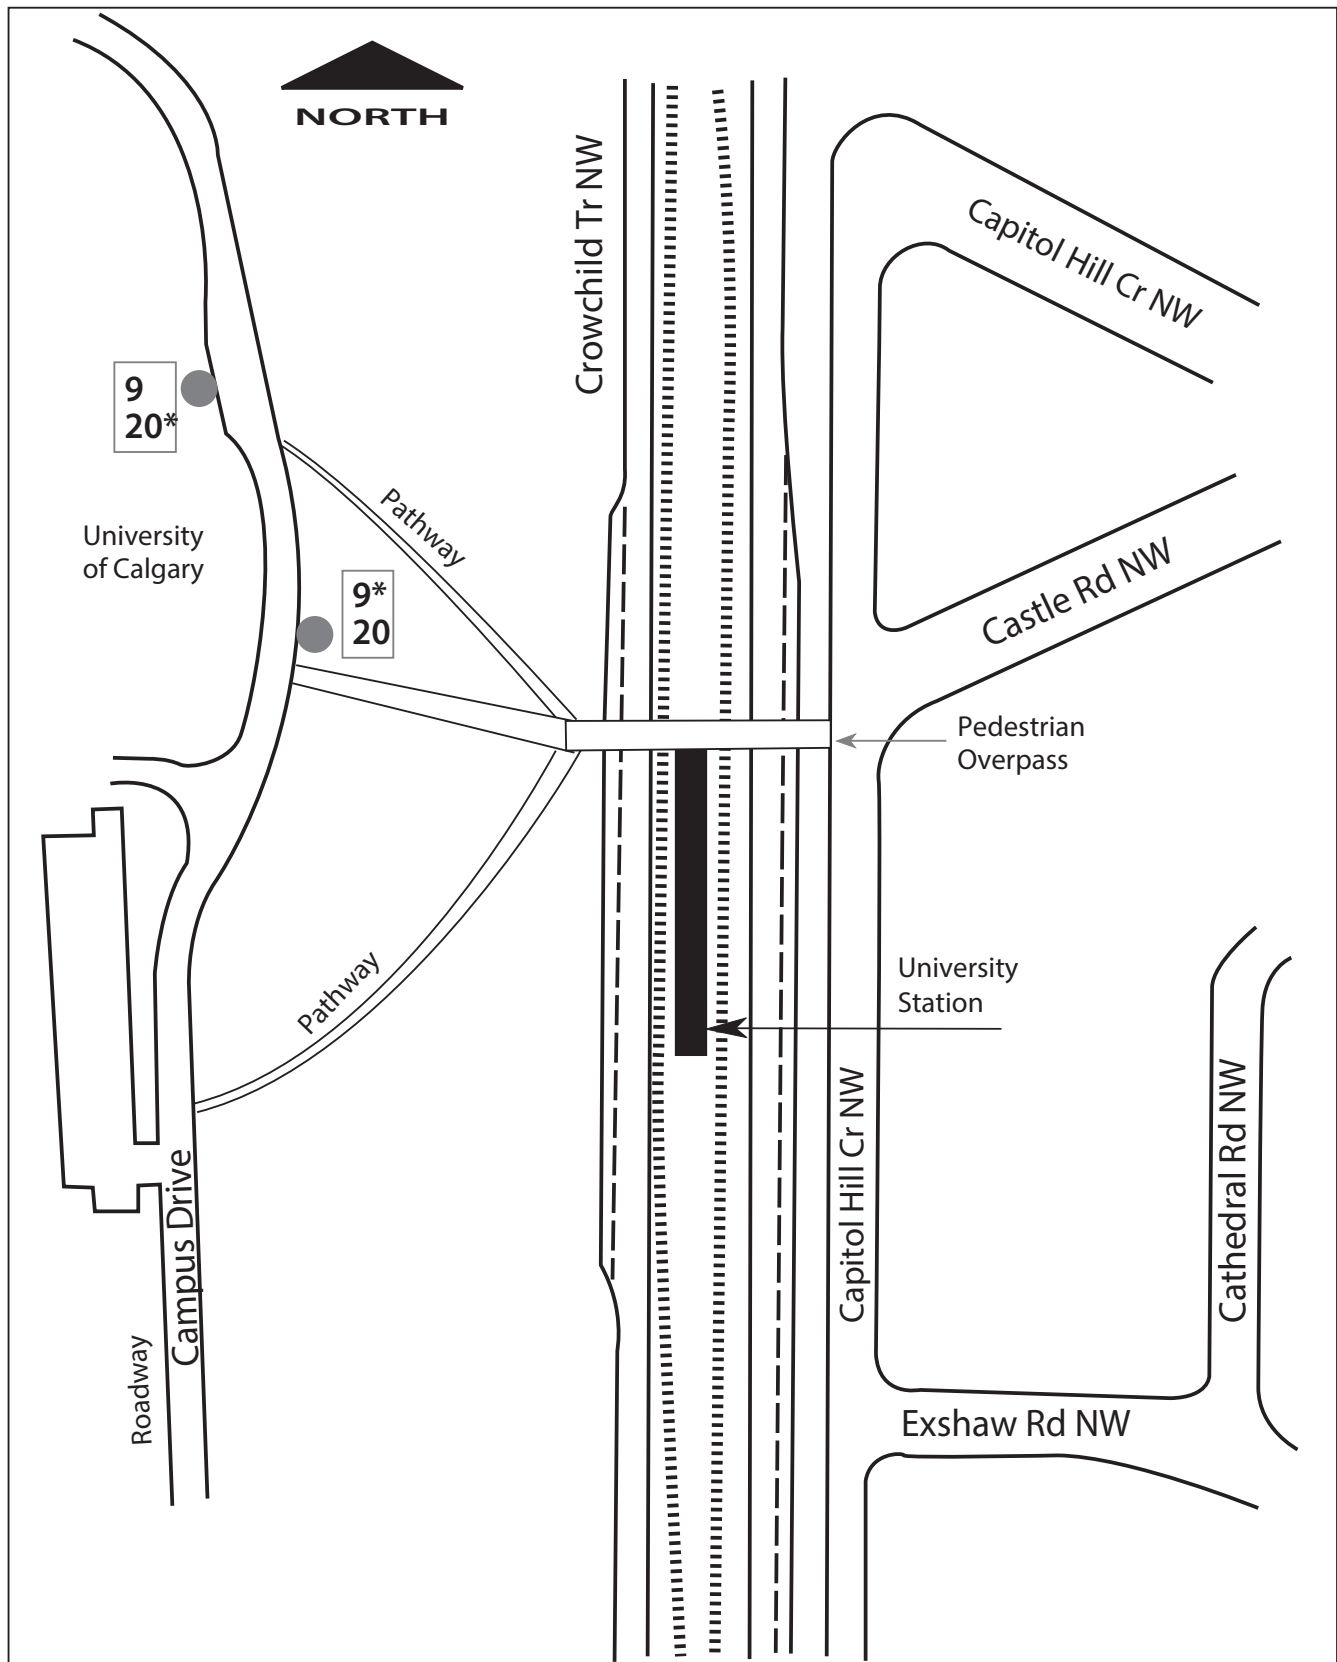 NORTH
Crowchild Tr NW
Capitol Hill Cr NW
9
20*
Pathway
University
of Calgary
9*
20
Castle Rd NW
Pedestrian
Overpass
Pathway
University
Station
Capitol Hill Cr NW
Cathedral Rd NW
Campus Drive
Roadway
Exshaw Rd NW